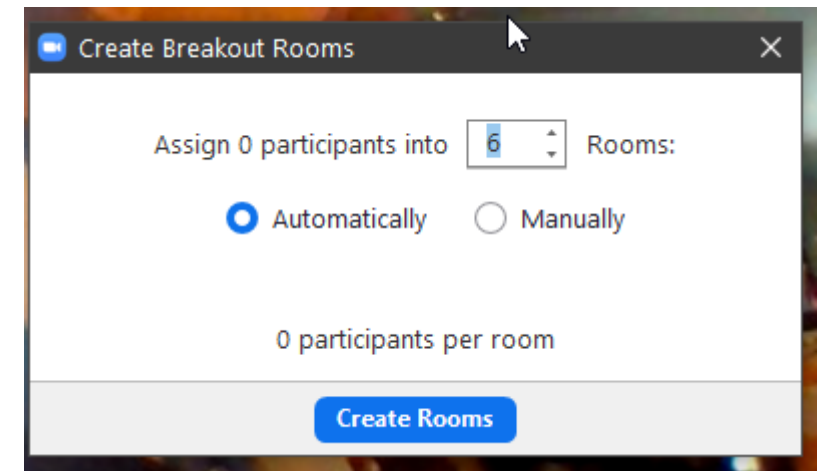 Create Breakout Rooms
Assign 0 participants into 6 Rooms:
Automatically Manually
0 participants per room
Create Rooms